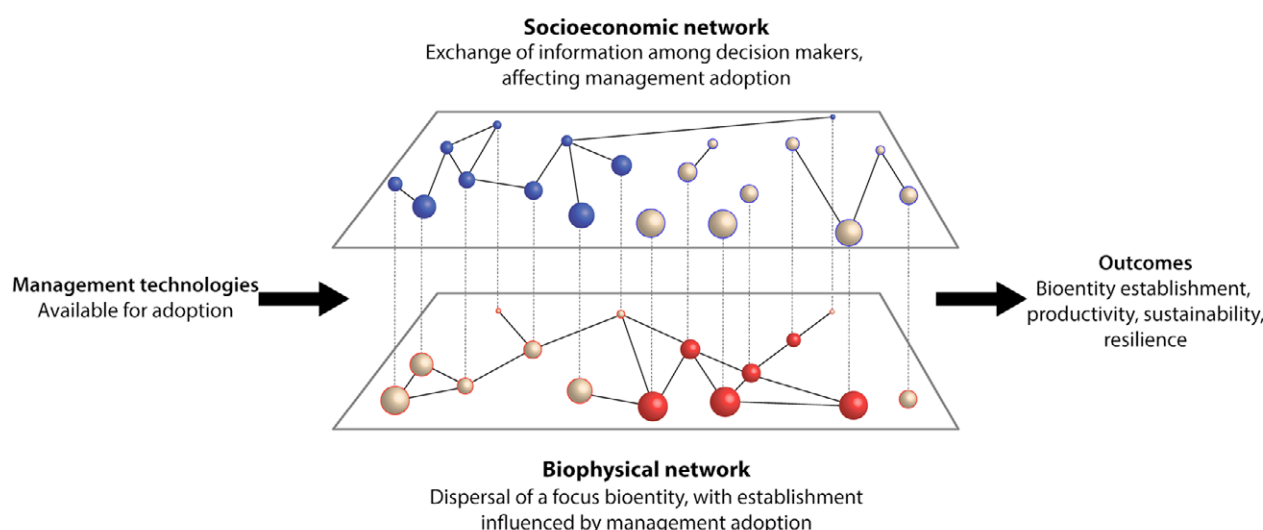 Socioeconomic network
Exchange of information among decision makers,
affecting management adoption
Management technologies
Available for adoption
Outcomes
Bioentity establishment,
productivity, sustainability,
resilience
Biophysical network
Dispersal of a focus bioentity, with establishment
influenced by management adoption